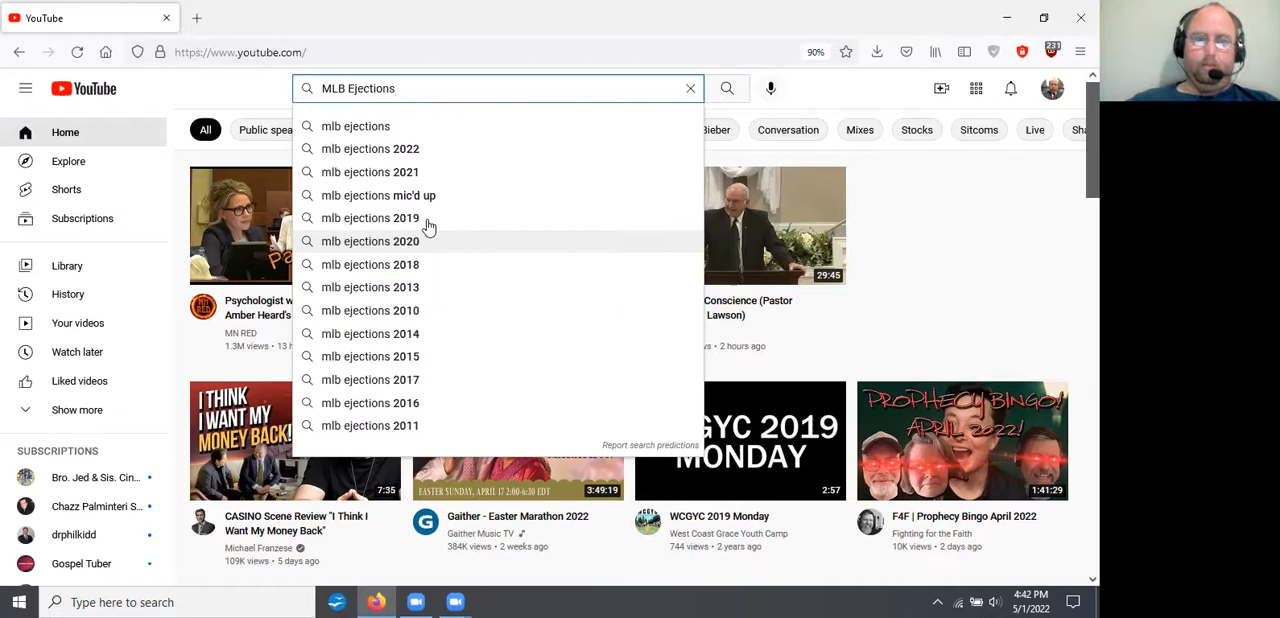 YouTube
https://www.youtube.com/
90%
231
YouTube
MLB Ejections
All
Public spea
Bieber
Conversation
Mixes
Stocks
Sitcoms
Live
Sha
mlb ejections
mlb ejections 2022
mlb ejections 2021
mlb ejections mic'd up
mlb ejections 2019
mlb ejections 2020
mlb ejections 2018
mlb ejections 2013
mlb ejections 2010
mlb ejections 2014
mlb ejections 2015
mlb ejections 2017
mlb ejections 2016
mlb ejections 2011
Report search predictions
Home
Explore
Shorts
Subscriptions
Library
History
Your videos
Watch later
Liked videos
Show more
SUBSCRIPTIONS
Bro. Jed & Sis. Cin...
Chazz Palminteri S...
drphilkidd
Gospel Tuber
29:45
Psychologist w
Amber Heard's
MN RED
1.3M views • 13 h
Conscience (Pastor
Lawson)
ws • 2 hours ago
I THINK
I WANT MY
MONEY BACK!
7:35
EASTER SUNDAY, APRIL 17 2:00-6:30 EDT
3:49:19
GYC 2019
MONDAY
2:57
PROPHECY BINGO!
APRIL 2022!
1:41:29
CASINO Scene Review "I Think I
Want My Money Back"
Michael Franzese
109K views • 5 days ago
Gaither - Easter Marathon 2022
Gaither Music TV
384K views • 2 weeks ago
WCGYC 2019 Monday
West Coast Grace Youth Camp
744 views • 2 years ago
F4F | Prophecy Bingo April 2022
Fighting for the Faith
10K views • 2 days ago
Type here to search
4:42 PM
5/1/2022